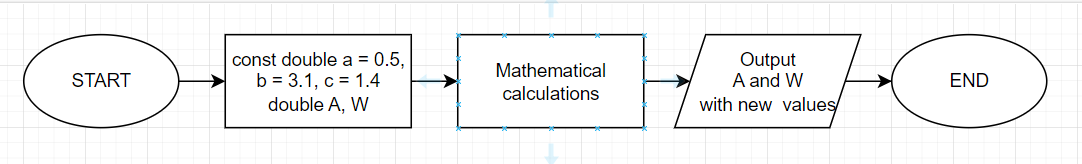 START
const double a = 0.5,
b = 3.1, c = 1.4
double A, W
Mathematical
calculations
Output
A and W
with new  values
END